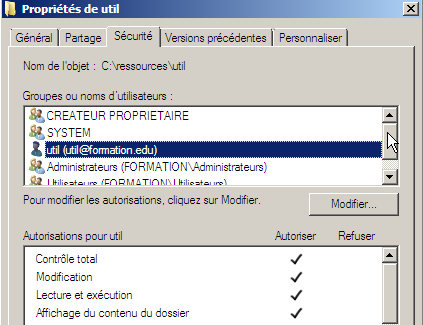 Propriétés de util
Général Partage Sécurité Versions précédentes Personnaliser
Nom de l'objet : C:\ressources\util
Groupes ou noms d'utilisateurs :
CREATEUR PROPRIETAIRE
SYSTEM
util (util@formation.edu)
Administrateurs (FORMATION\Administrateurs)
Utilisateurs (FORMATION\Utilisateurs)
Pour modifier les autorisations, cliquez sur Modifier.
Modifier...
Autorisations pour util Autoriser Refuser
Contrôle total
Modification
Lecture et exécution
Affichage du contenu du dossier